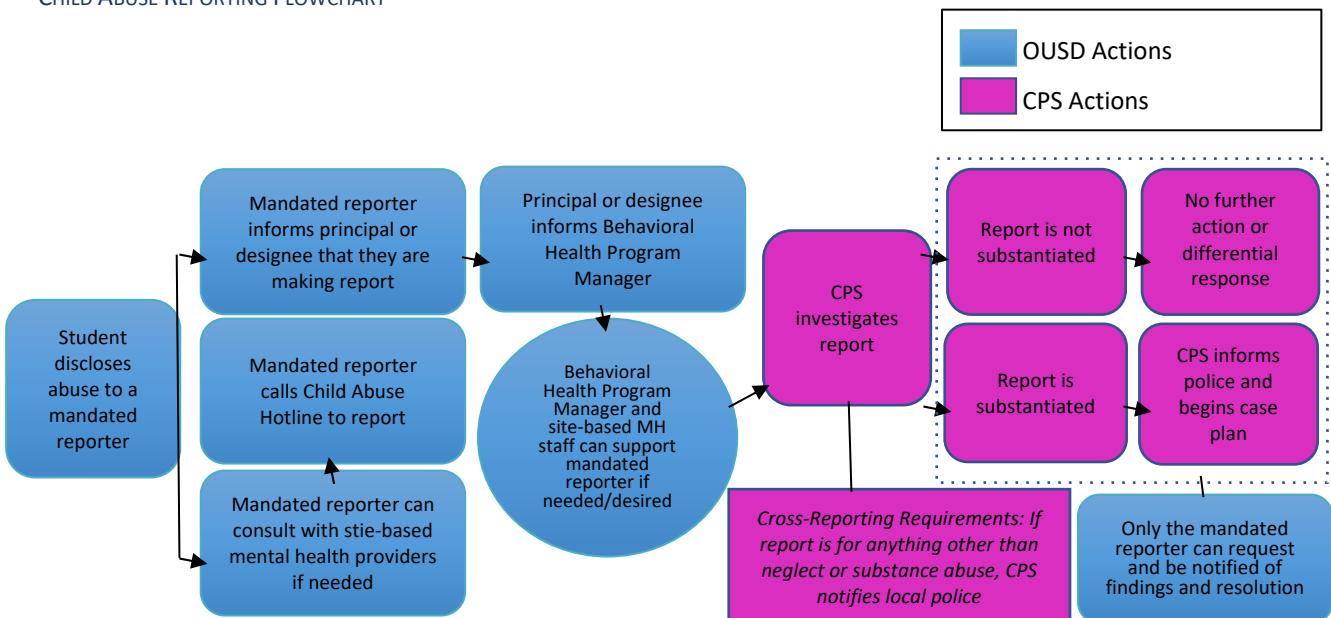 CHILD ABUSE REPORTING FLOWCHART
OUSD Actions
CPS Actions
Student
discloses
abuse to a
mandated
reporter
Mandated reporter
informs principal or
designee that they are
making report
Mandated reporter
calls Child Abuse
Hotline to report
Mandated reporter can
consult with stie-based
mental health providers
if needed
Principal or designee
informs Behavioral
Health Program
Manager
Behavioral
Health Program
Manager and
site-based MH
staff can support
mandated
reporter if
needed/desired
CPS
investigates
report
Cross-Reporting Requirements: If
report is for anything other than
neglect or substance abuse, CPS
notifies local police
Report is not
substantiated
No further
action or
differential
response
Report is
substantiated
CPS informs
police and
begins case
plan
Only the mandated
reporter can request
and be notified of
findings and resolution